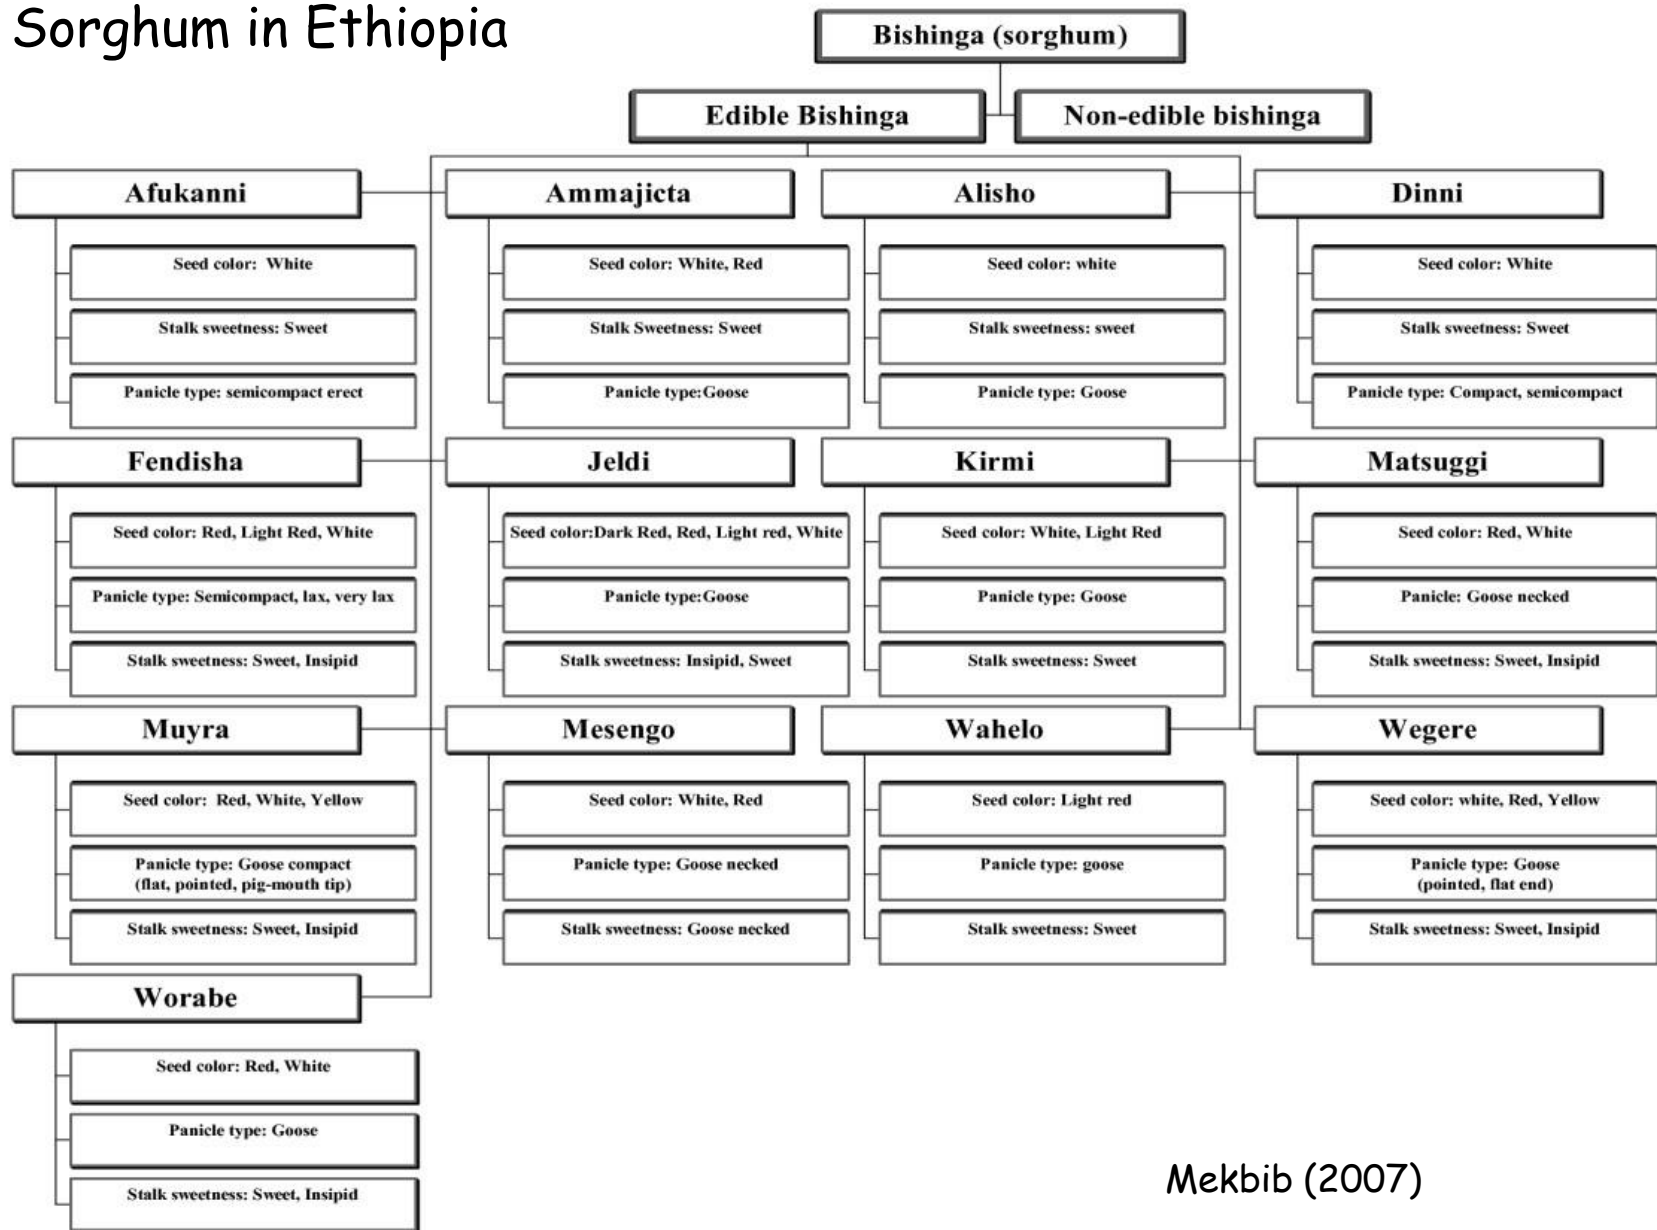 Sorghum in Ethiopia
Bishinga (sorghum)
Edible Bishinga
Non-edible bishinga
Afukanni
Seed color: White
Stalk sweetness: Sweet
Panicle type: semicompact erect
Ammajicta
Seed color: White, Red
Stalk Sweetness: Sweet
Panicle type:Goose
Alisho
Seed color: white
Stalk sweetness: sweet
Panicle type: Goose
Dinni
Seed color: White
Stalk sweetness: Sweet
Panicle type: Compact, semicompact
Fendisha
Seed color: Red, Light Red, White
Panicle type: Semicompact, lax, very lax
Stalk sweetness: Sweet, Insipid
Jeldi
Seed color:Dark Red, Red, Light red, White
Panicle type:Goose
Stalk sweetness: Insipid, Sweet
Kirmi
Seed color: White, Light Red
Panicle type: Goose
Stalk sweetness: Sweet
Matsuggi
Seed color: Red, White
Panicle: Goose necked
Stalk sweetness: Sweet, Insipid
Muyra
Seed color: Red, White, Yellow
Panicle type: Goose compact
(flat, pointed, pig-mouth tip)
Stalk sweetness: Sweet, Insipid
Mesengo
Seed color: White, Red
Panicle type: Goose necked
Stalk sweetness: Goose necked
Wahelo
Seed color: Light red
Panicle type: goose
Stalk sweetness: Sweet
Wegere
Seed color: white, Red, Yellow
Panicle type: Goose
(pointed, flat end)
Stalk sweetness: Sweet, Insipid
Worabe
Seed color: Red, White
Panicle type: Goose
Stalk sweetness: Sweet, Insipid
Mekbib (2007)